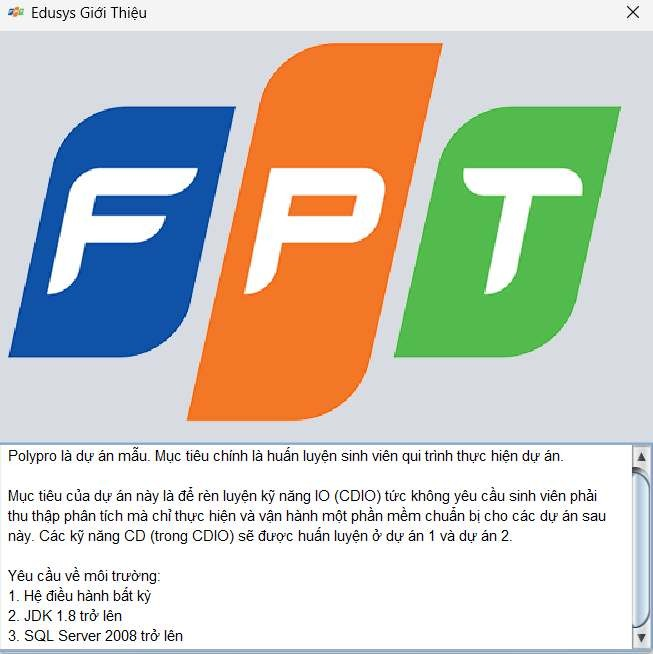 Edusys Giới Thiệu
FPT
Polypro là dự án mẫu. Mục tiêu chính là huấn luyện sinh viên qui trình thực hiện dự án.
Mục tiêu của dự án này là để rèn luyện kỹ năng IO (CDIO) tức không yêu cầu sinh viên phải
thu thập phân tích mà chỉ thực hiện và vận hành một phần mềm chuẩn bị cho các dự án sau
này. Các kỹ năng CD (trong CDIO) sẽ được huấn luyện ở dự án 1 và dự án 2.
Yêu cầu về môi trường:
1. Hệ điều hành bất kỳ
2. JDK 1.8 trở lên
3. SQL Server 2008 trở lên